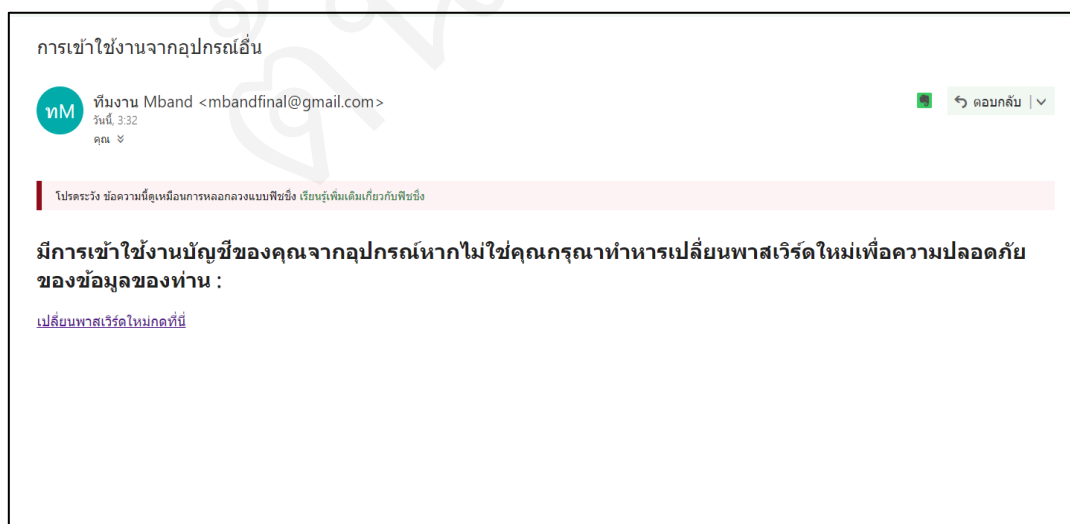 การเข้าใช้งานจากอุปกรณ์อื่น
ทM
ทีมงาน Mband <mbandfinal@gmail.com>
วันนี้, 3:32
คุณ
ตอบกลับ
โปรดระวัง ข้อความนี้ดูเหมือนการหลอกลวงแบบฟิชชิ่ง เรียนรู้เพิ่มเติมเกี่ยวกับฟิชชิ่ง
มีการเข้าใช้งานบัญชีของคุณจากอุปกรณ์หากไม่ใช่คุณกรุณาทำหารเปลี่ยนพาสเวิร์ดใหม่เพื่อความปลอดภัย
ของข้อมูลของท่าน :
เปลี่ยนพาสเวิร์ดใหม่กดที่นี่